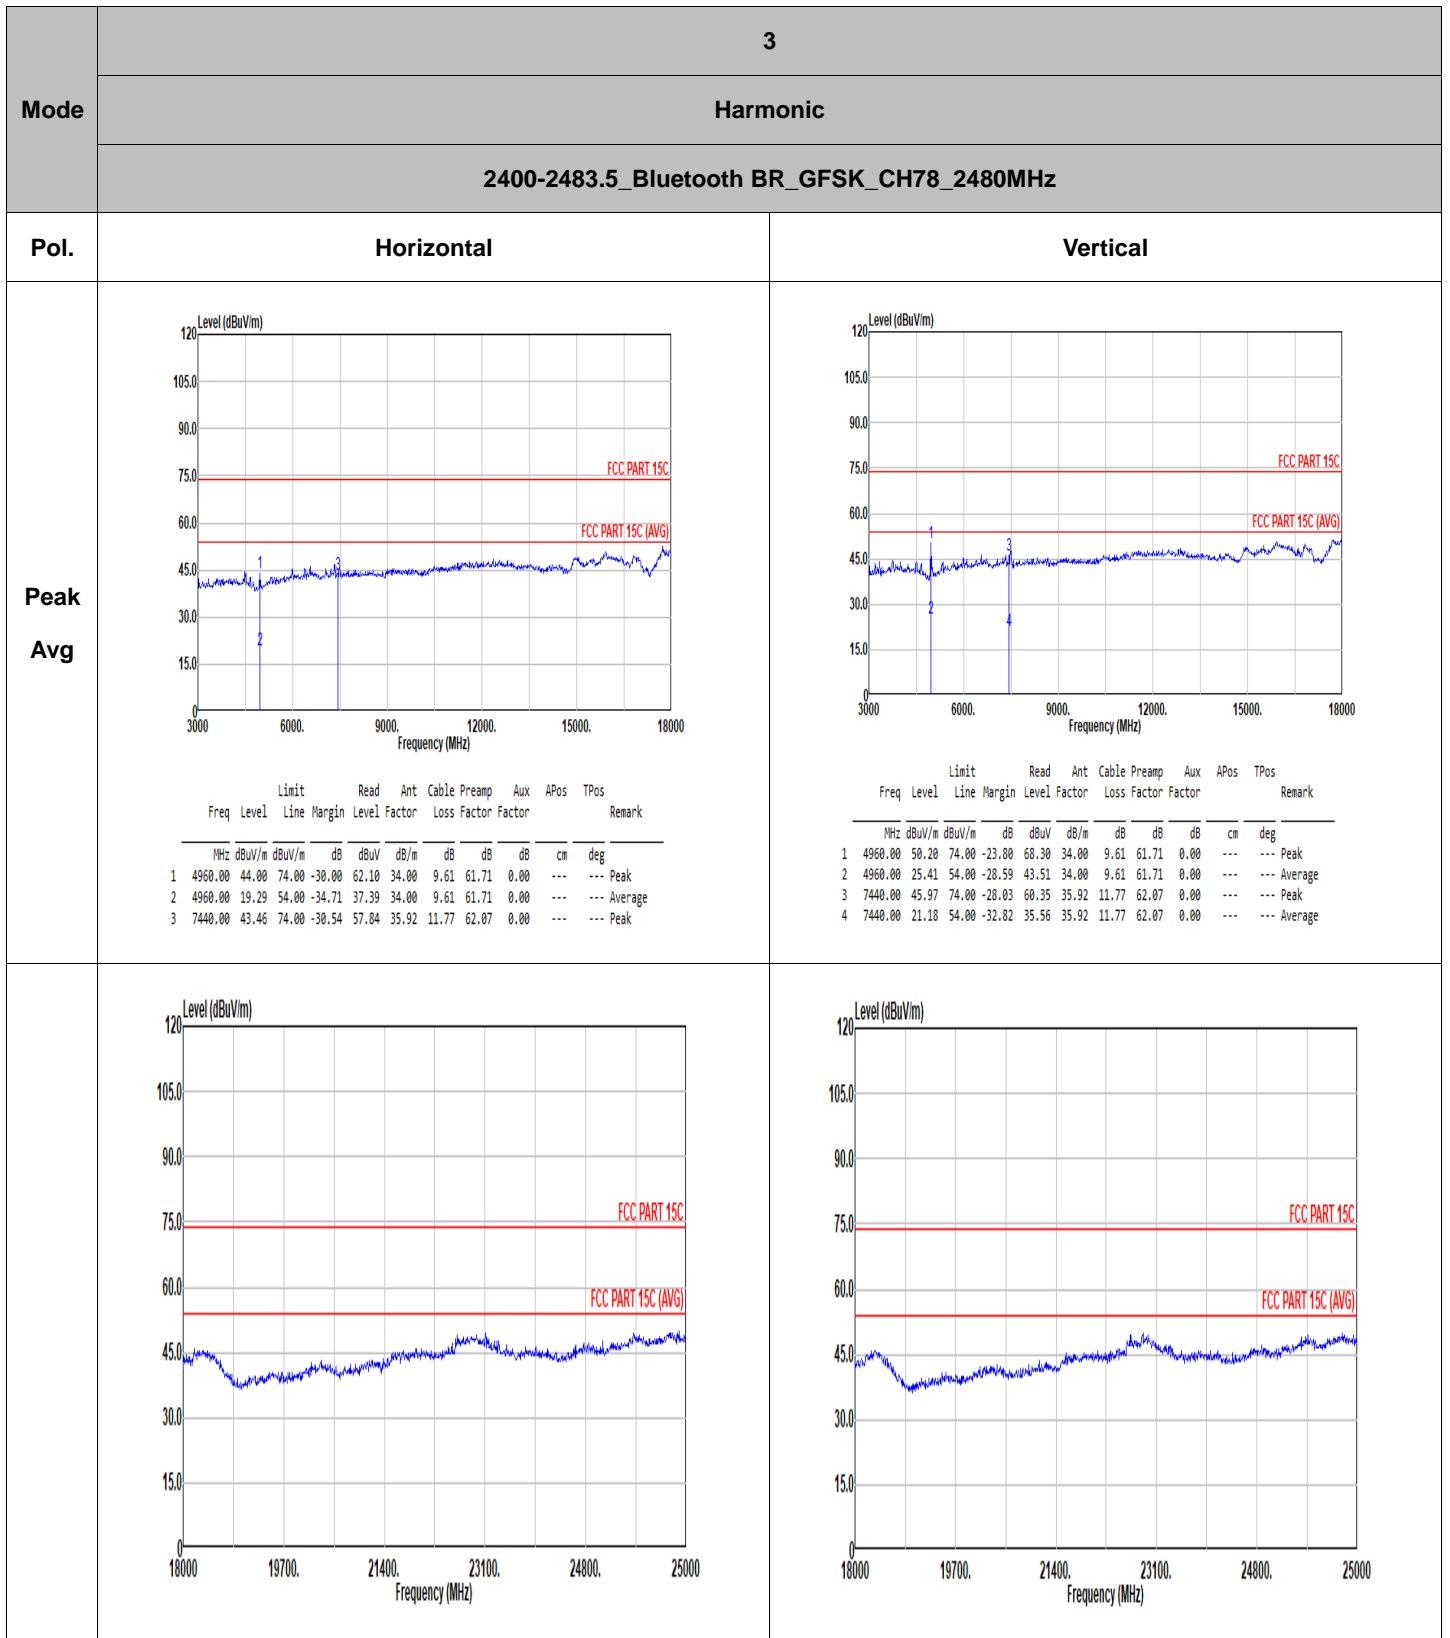 Mode
3
Harmonic
2400-2483.5_Bluetooth BR_GFSK_CH78_2480MHz
Pol.
Horizontal
Vertical
Peak
Avg
Level (dBuV/m)
120
105.0
90.0
75.0
60.0
45.0
30.0
15.0
0
FCC PART 15C
FCC PART 15C (AVG)
1
2
3
3000 6000. 9000. 12000. 15000. 18000
Frequency (MHz)
Limit Read Ant Cable Preamp Aux APos TPos
Freq Level Line Margin Level Factor Loss Factor Factor Remark
MHz dBuV/m dBuV/m dB dBuV dB/m dB dB dB cm deg
1 4960.00 44.00 74.00 -30.00 62.10 34.00 9.61 61.71 0.00 --- --- Peak
2 4960.00 19.29 54.00 -34.71 37.39 34.00 9.61 61.71 0.00 --- --- Average
3 7440.00 43.46 74.00 -30.54 57.84 35.92 11.77 62.07 0.00 --- --- Peak
Level (dBuV/m)
120
105.0
90.0
75.0
60.0
45.0
30.0
15.0
0
FCC PART 15C
FCC PART 15C (AVG)
1
2
3
4
3000 6000. 9000. 12000. 15000. 18000
Frequency (MHz)
Limit Read Ant Cable Preamp Aux APos TPos
Freq Level Line Margin Level Factor Loss Factor Factor Remark
MHz dBuV/m dBuV/m dB dBuV dB/m dB dB dB cm deg
1 4960.00 50.20 74.00 -23.80 68.30 34.00 9.61 61.71 0.00 --- --- Peak
2 4960.00 25.41 54.00 -28.59 43.51 34.00 9.61 61.71 0.00 --- --- Average
3 7440.00 45.97 74.00 -28.03 60.35 35.92 11.77 62.07 0.00 --- --- Peak
4 7440.00 21.18 54.00 -32.82 35.56 35.92 11.77 62.07 0.00 --- --- Average
Level (dBuV/m)
120
105.0
90.0
75.0
60.0
45.0
30.0
15.0
0
FCC PART 15C
FCC PART 15C (AVG)
18000 19700. 21400. 23100. 24800. 25000
Frequency (MHz)
Level (dBuV/m)
120
105.0
90.0
75.0
60.0
45.0
30.0
15.0
0
FCC PART 15C
FCC PART 15C (AVG)
18000 19700. 21400. 23100. 24800. 25000
Frequency (MHz)